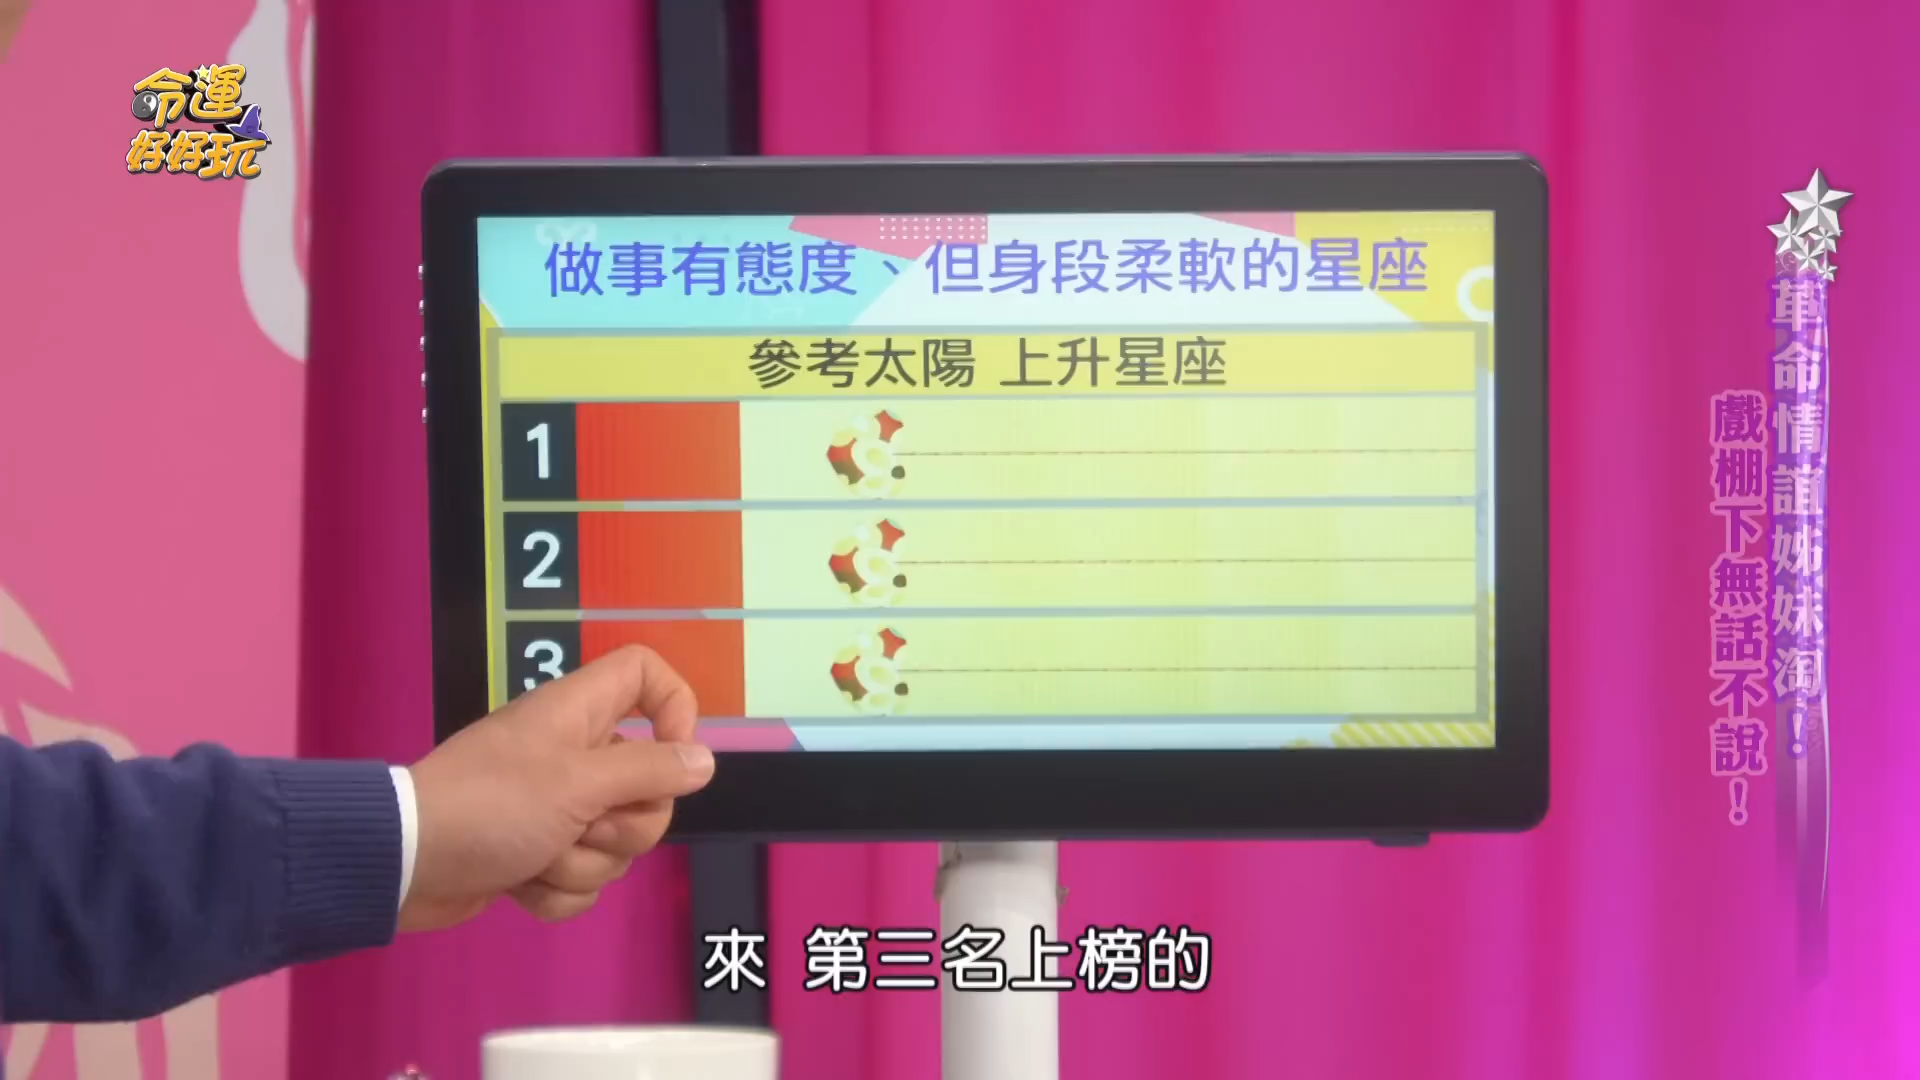 命運
好好玩
做事有態度、但身段柔軟的星座
參考太陽 上升星座
1
2
3
革命情誼姊妹淘！
戲棚下無話不說！
來 第三名上榜的